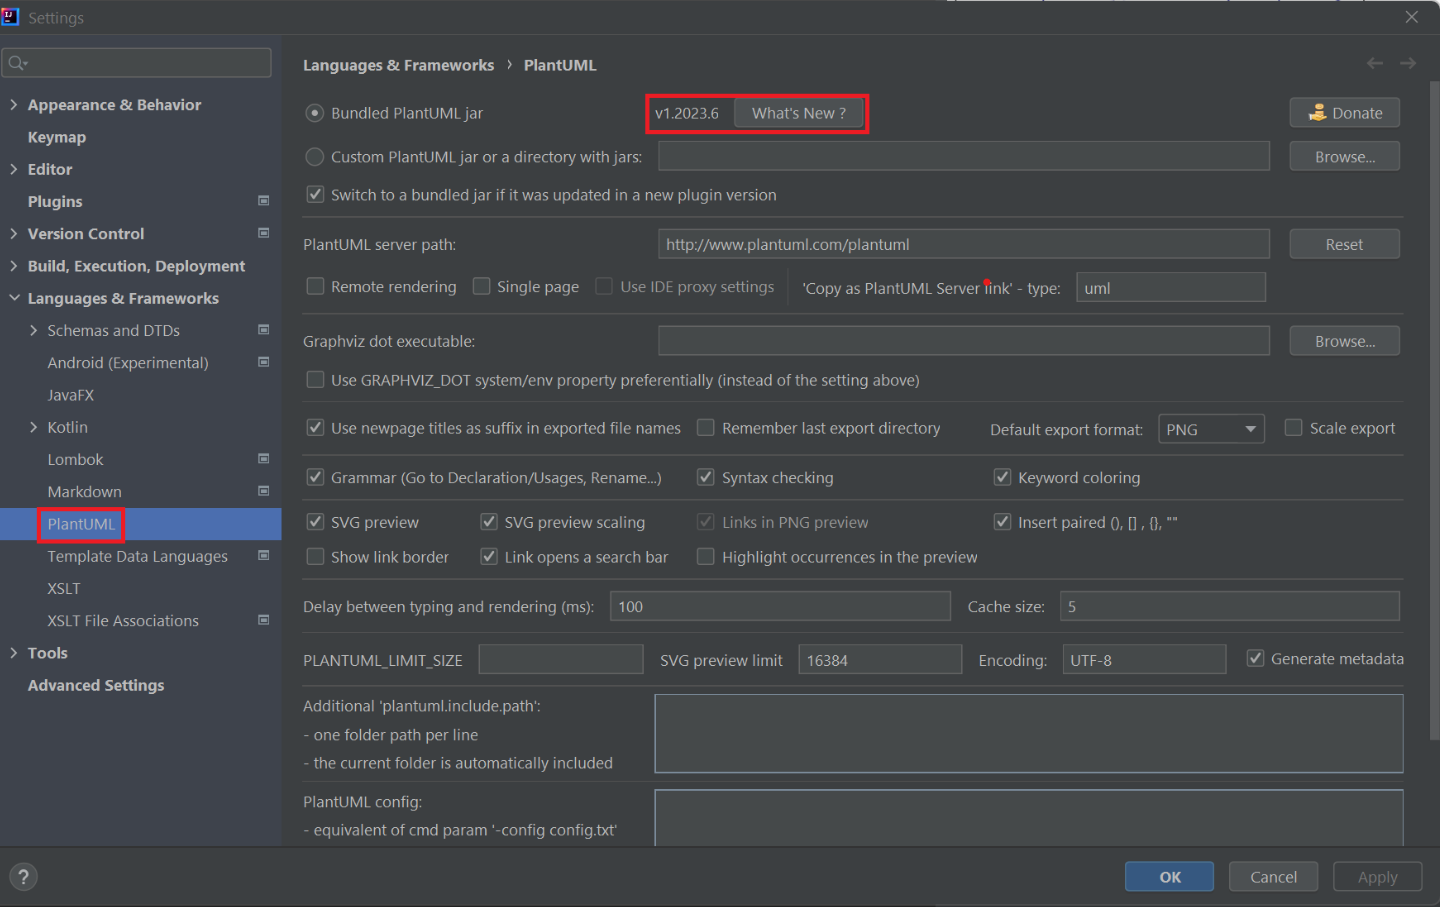 Settings
Languages & Frameworks › PlantUML
Appearance & Behavior
Keymap
Editor
Plugins
Version Control
Build, Execution, Deployment
Languages & Frameworks
Schemas and DTDs
Android (Experimental)
JavaFX
Kotlin
Lombok
Markdown
PlantUML
Template Data Languages
XSLT
XSLT File Associations
Tools
Advanced Settings
Bundled PlantUML jar v1.2023.6 What's New ? Donate
Custom PlantUML jar or a directory with jars: Browse...
Switch to a bundled jar if it was updated in a new plugin version
PlantUML server path: http://www.plantuml.com/plantuml Reset
Remote rendering Single page Use IDE proxy settings 'Copy as PlantUML Server link' - type: uml
Graphviz dot executable: Browse...
Use GRAPHVIZ_DOT system/env property preferentially (instead of the setting above)
Use newpage titles as suffix in exported file names Remember last export directory Default export format: PNG Scale export
Grammar (Go to Declaration/Usages, Rename...) Syntax checking Keyword coloring
SVG preview SVG preview scaling Links in PNG preview Insert paired (), [] , {}, ""
Show link border Link opens a search bar Highlight occurrences in the preview
Delay between typing and rendering (ms): 100 Cache size: 5
PLANTUML_LIMIT_SIZE SVG preview limit 16384 Encoding: UTF-8 Generate metadata
Additional 'plantuml.include.path':
- one folder path per line
- the current folder is automatically included
PlantUML config:
- equivalent of cmd param '-config config.txt'
? OK Cancel Apply